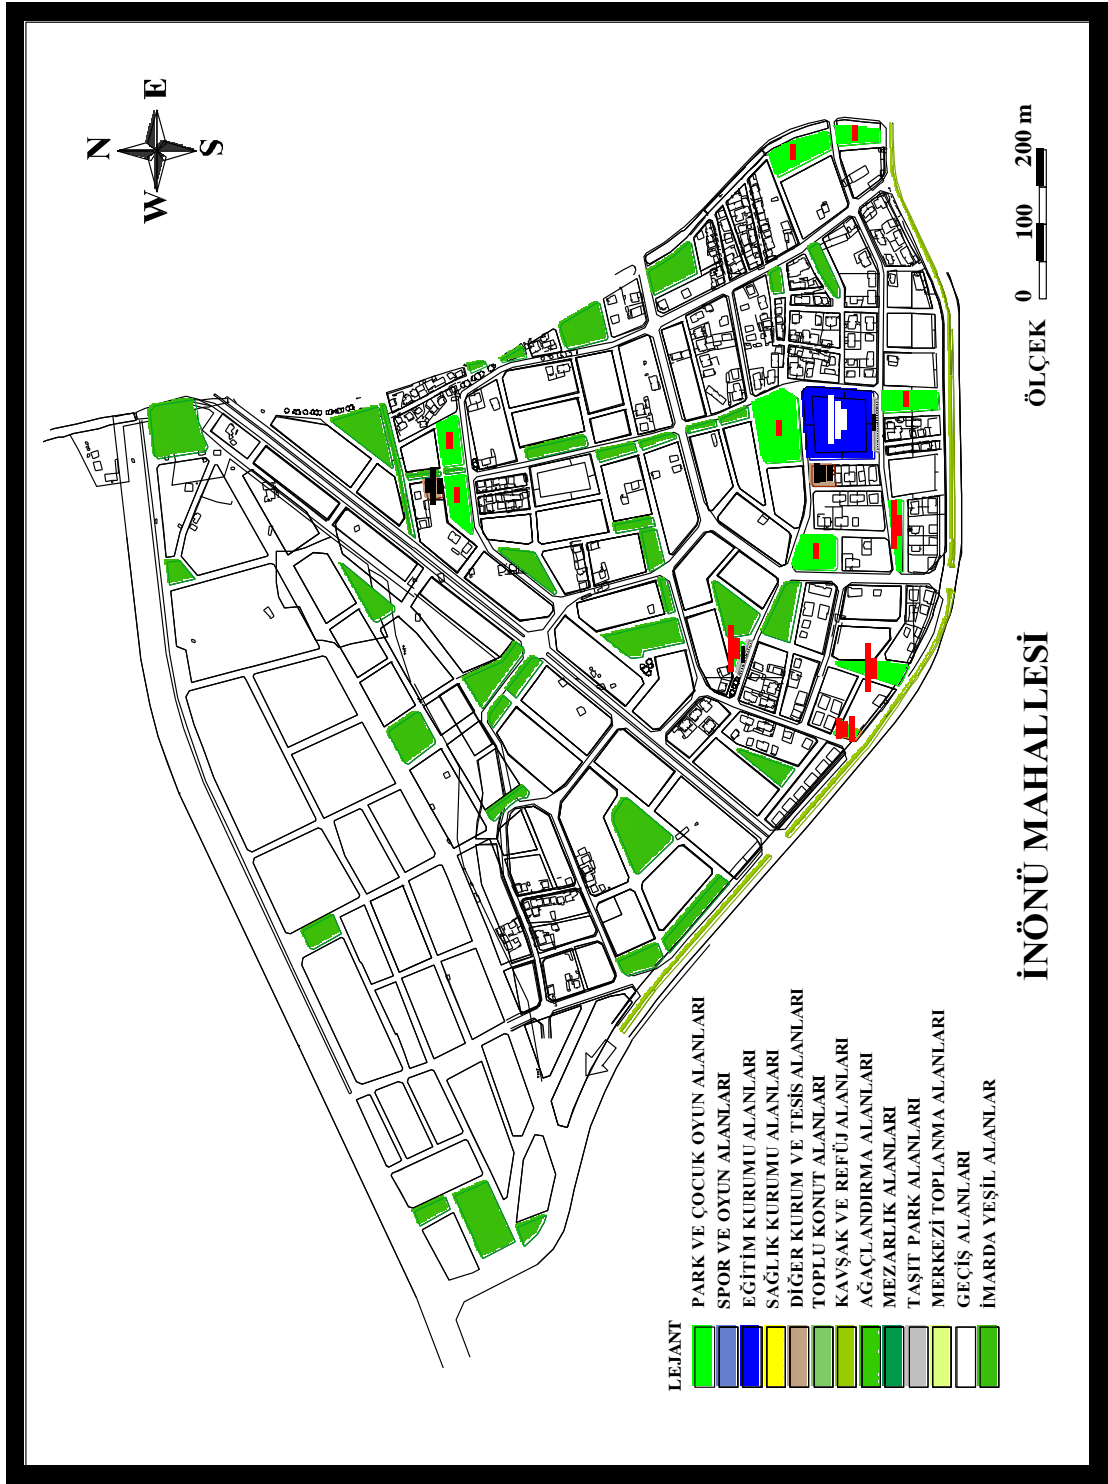 N
E
W
S
ÖLÇEK 0 100 200 m
İNÖNÜ MAHALLESİ
LEJANT
PARK VE ÇOCUK OYUN ALANLARI
SPOR VE OYUN ALANLARI
EĞİTİM KURUMU ALANLARI
SAĞLIK KURUMU ALANLARI
DİĞER KURUM VE TESİS ALANLARI
TOPLU KONUT ALANLARI
KAVŞAK VE REFÜJ ALANLARI
AĞAÇLANDIRMA ALANLARI
MEZARLIK ALANLARI
TAŞIT PARK ALANLARI
MERKEZİ TOPLANMA ALANLARI
GEÇİŞ ALANLARI
İMARDA YEŞİL ALANLAR